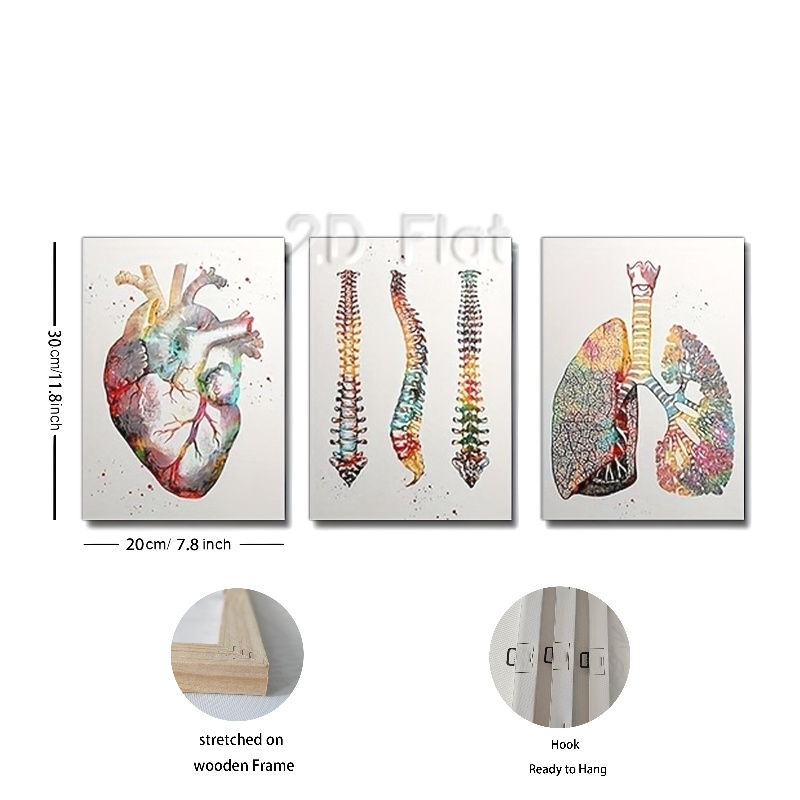 2D Flat
30cm/11.8inch
20cm/ 7.8 inch
stretched on
wooden Frame
Hook
Ready to Hang